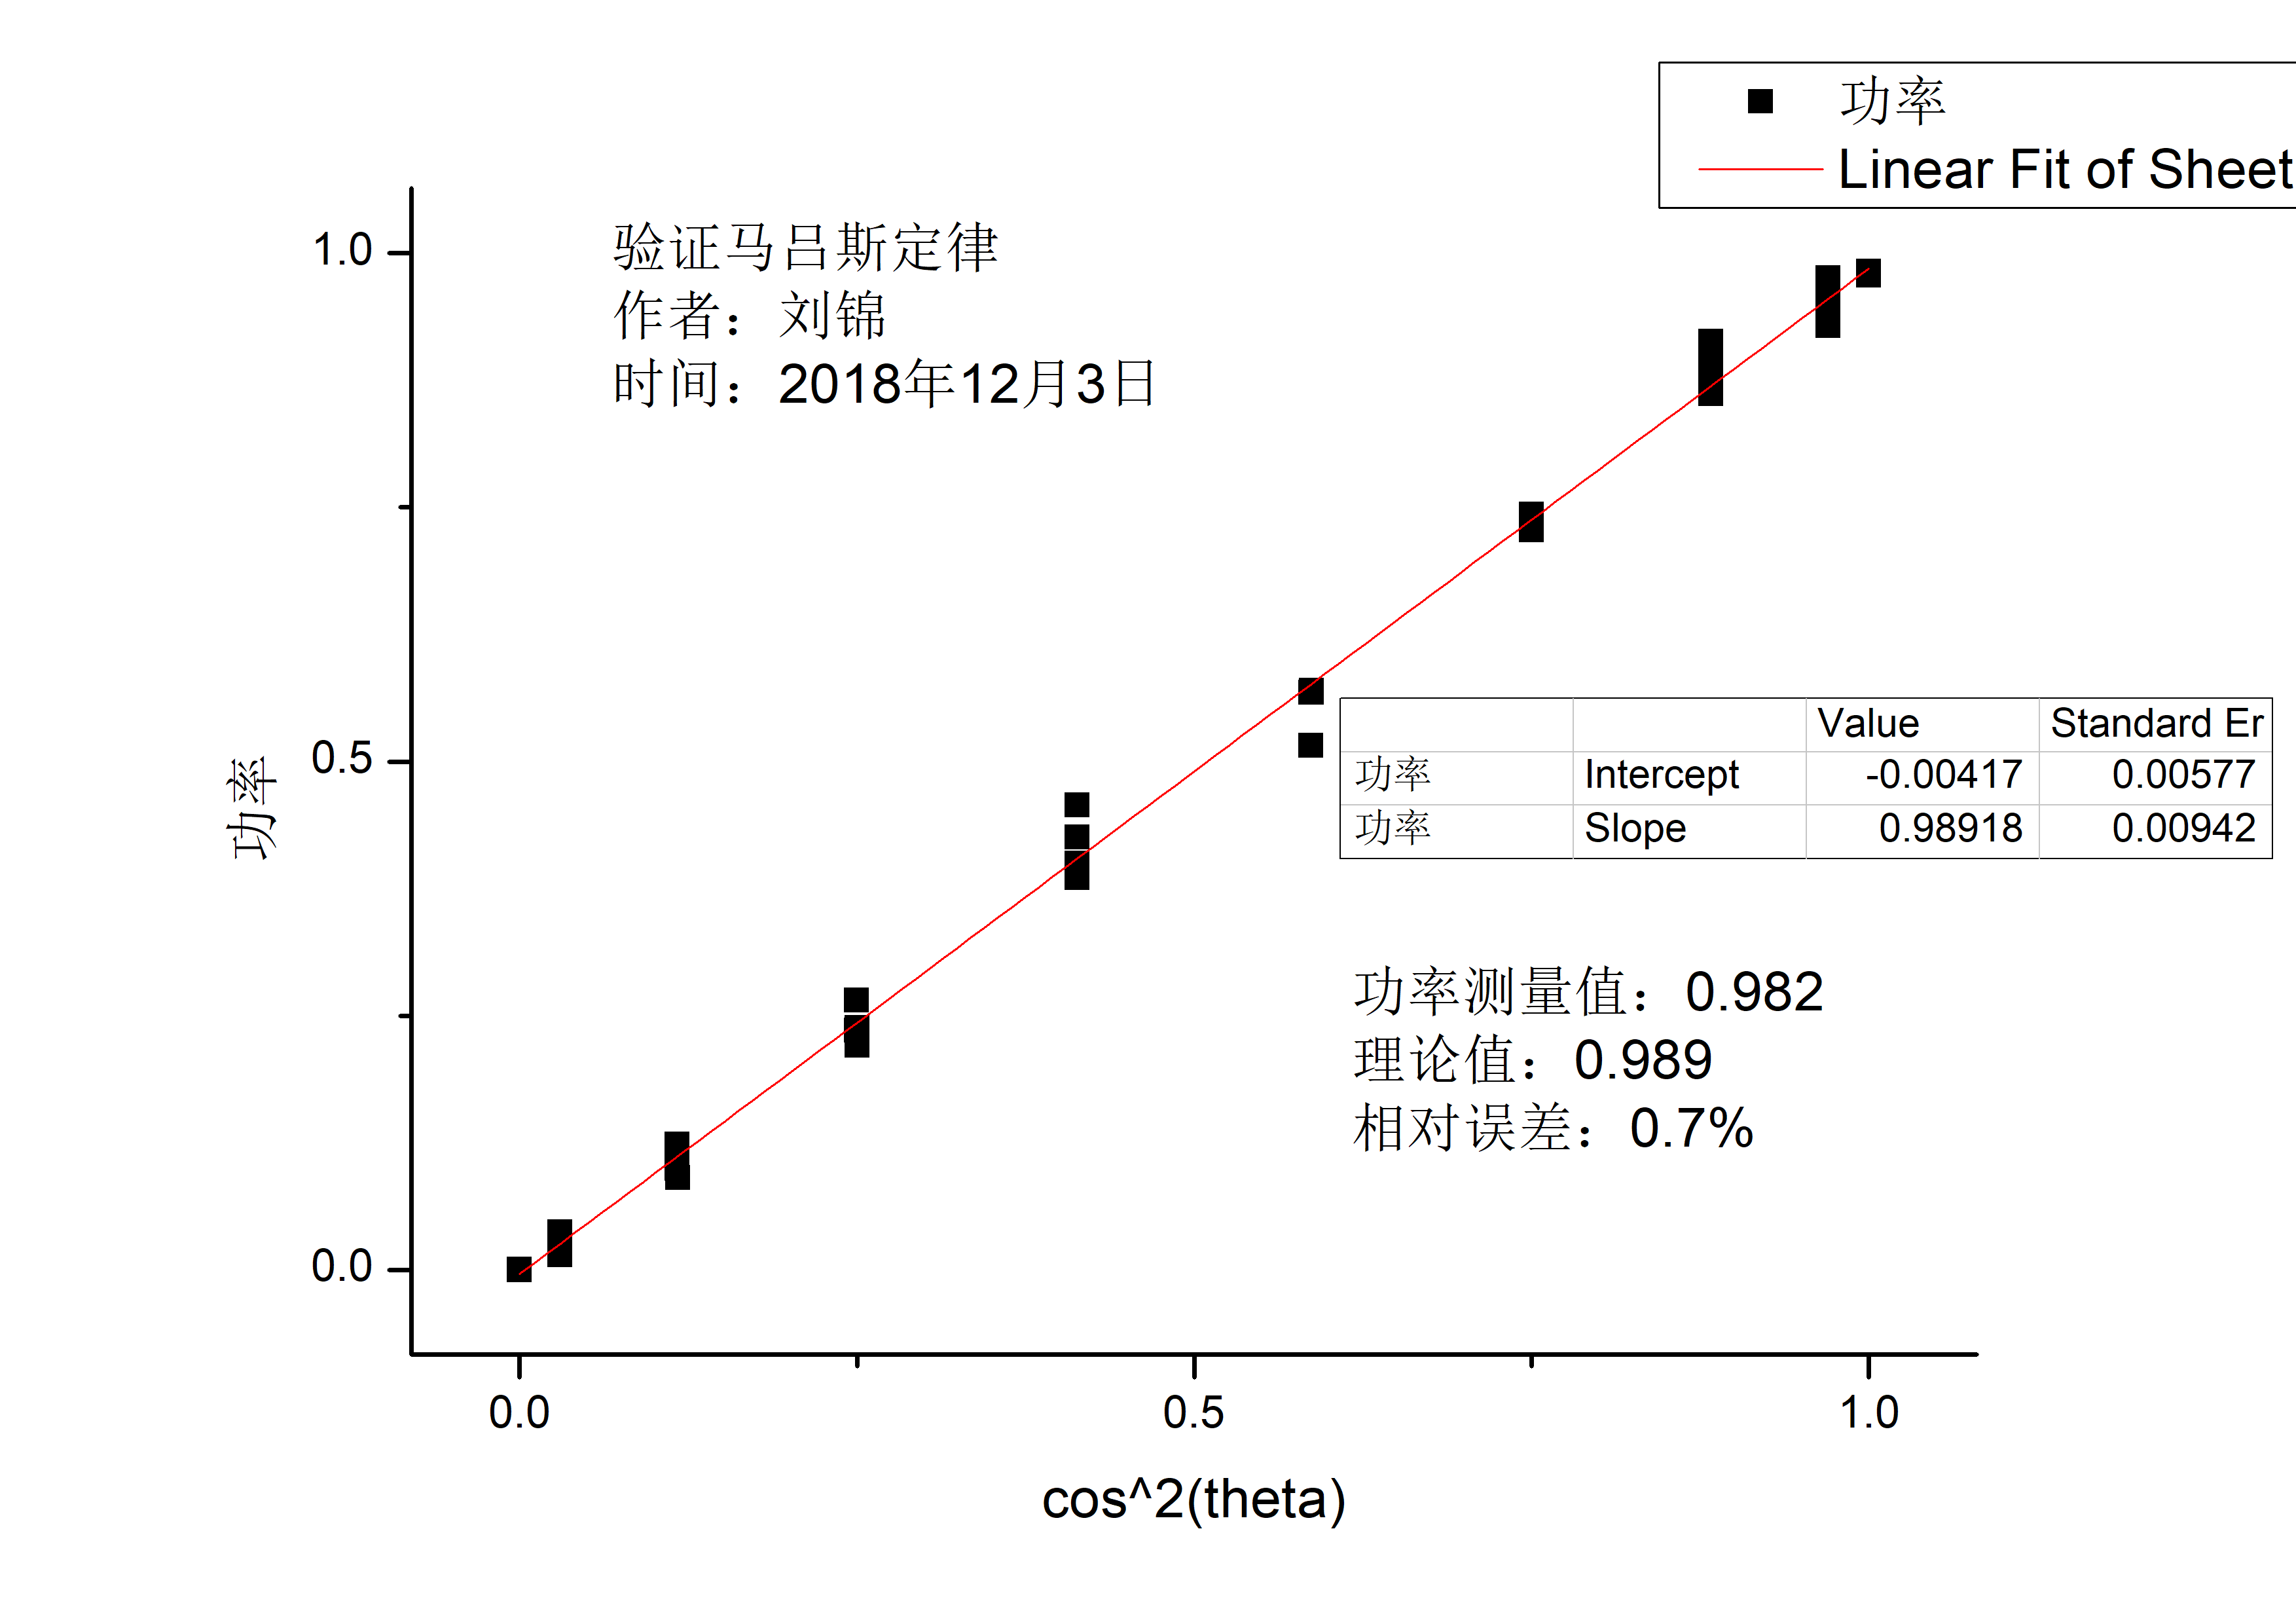 功率
Linear Fit of Sheet
验证马吕斯定律
作者：刘锦
时间：2018年12月3日
1.0
0.5
0.0
功率
Value Standard Er
功率 Intercept -0.00417 0.00577
功率 Slope 0.98918 0.00942
功率测量值：0.982
理论值：0.989
相对误差：0.7%
0.0 0.5 1.0
cos^2(theta)